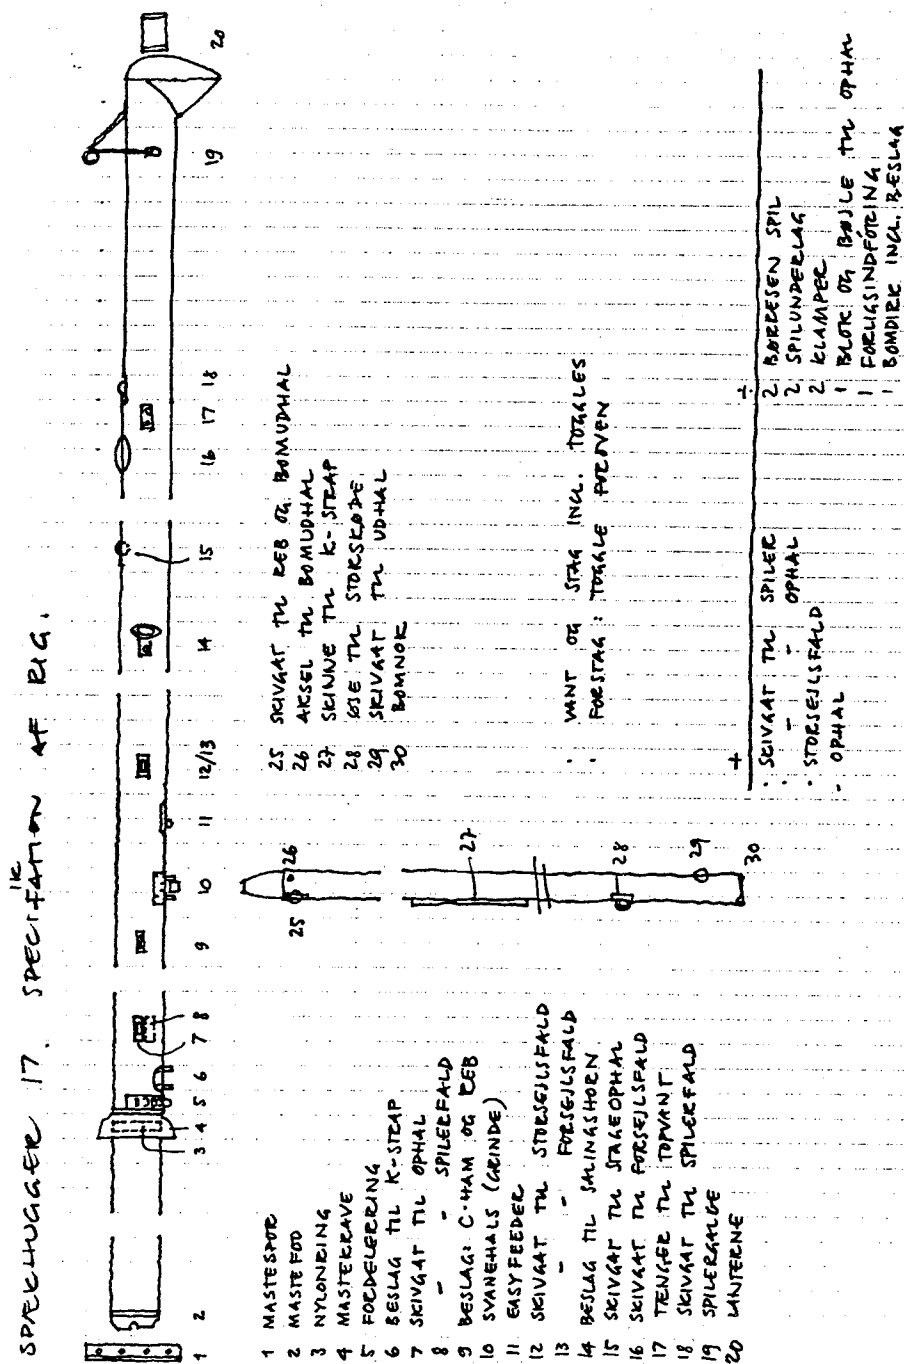 SPÆKHUGGER 17. SPECIFIKATION AF RIG.
1 2 3 4 5 6 7 8 9 10 11 12/13 14 15 16 17 18 19 20
1 MASTESPOR
2 MASTEFOD
3 NYLONRING
4 MASTEKRAVE
5 FORDELERRING
6 BESLAG TIL K-STRAP
7 SKIVGAT TIL OPHAL
8 - - SPILERFALD
9 BESLAG: C-HAM OG REB
10 SVANEHALS (GRINDE)
11 EASYFEEDER
12 SKIVGAT TIL STORSEJLSFALD
13 - - FORSEJLSFALD
14 BESLAG TIL SALINGSHORN
15 SKIVGAT TIL STAGEOPHAL
16 SKIVGAT TIL FORSEJLSFALD
17 TÆNGER TIL TOPVANT
18 SKIVGAT TIL SPILERFALD
19 SPILERGALGE
20 LANTERNE
25 26 27 28 29 30
25 SKIVGAT TIL REB OG BOMUDHAL
26 AKSEL TIL BOMUDHAL
27 SKINNE TIL K-STRAP
28 LØSE TIL STORSKØDE
29 SKIVGAT TIL UDHAL
30 BOMNOK
· VANT OG STAG INCL. TOGGLES
· FORSTAG: TOGGLE FOROVEN
+ +
· SKIVGAT TIL SPILER
· - - OPHAL
· STORSEJLSFALD
· OPHAL
2 BØRRESEN SPIL
2 SPILUNDERLAG
2 KLAMPER
1 BLOK OG BØJLE TIL OPHAL
1 FORLIGSINDFÖRING
1 BOMDIRK INCL. BESLAG